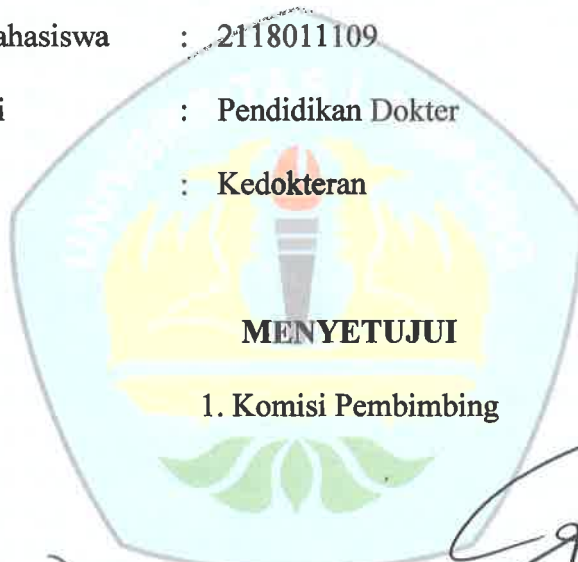 ahasiswa : 2118011109
i : Pendidikan Dokter
: Kedokteran
MENYETUJUI
1. Komisi Pembimbing